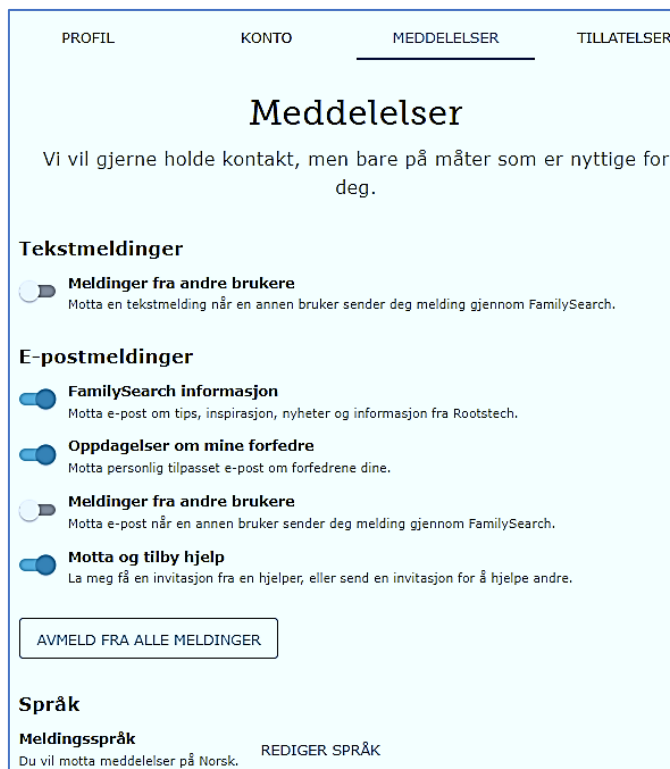 PROFIL KONTO MEDDELELSER TILLATELSER
Meddelelser
Vi vil gjerne holde kontakt, men bare på måter som er nyttige for
deg.
Tekstmeldinger
Meldinger fra andre brukere
Motta en tekstmelding når en annen bruker sender deg melding gjennom FamilySearch.
E-postmeldinger
FamilySearch informasjon
Motta e-post om tips, inspirasjon, nyheter og informasjon fra Rootstech.
Oppdagelser om mine forfedre
Motta personlig tilpasset e-post om forfedrene dine.
Meldinger fra andre brukere
Motta e-post når en annen bruker sender deg melding gjennom FamilySearch.
Motta og tilby hjelp
La meg få en invitasjon fra en hjelper, eller send en invitasjon for å hjelpe andre.
AVMELD FRA ALLE MELDINGER
Språk
Meldingsspråk
REDIGER SPRÅK
Du vil motta meddelelser på Norsk.